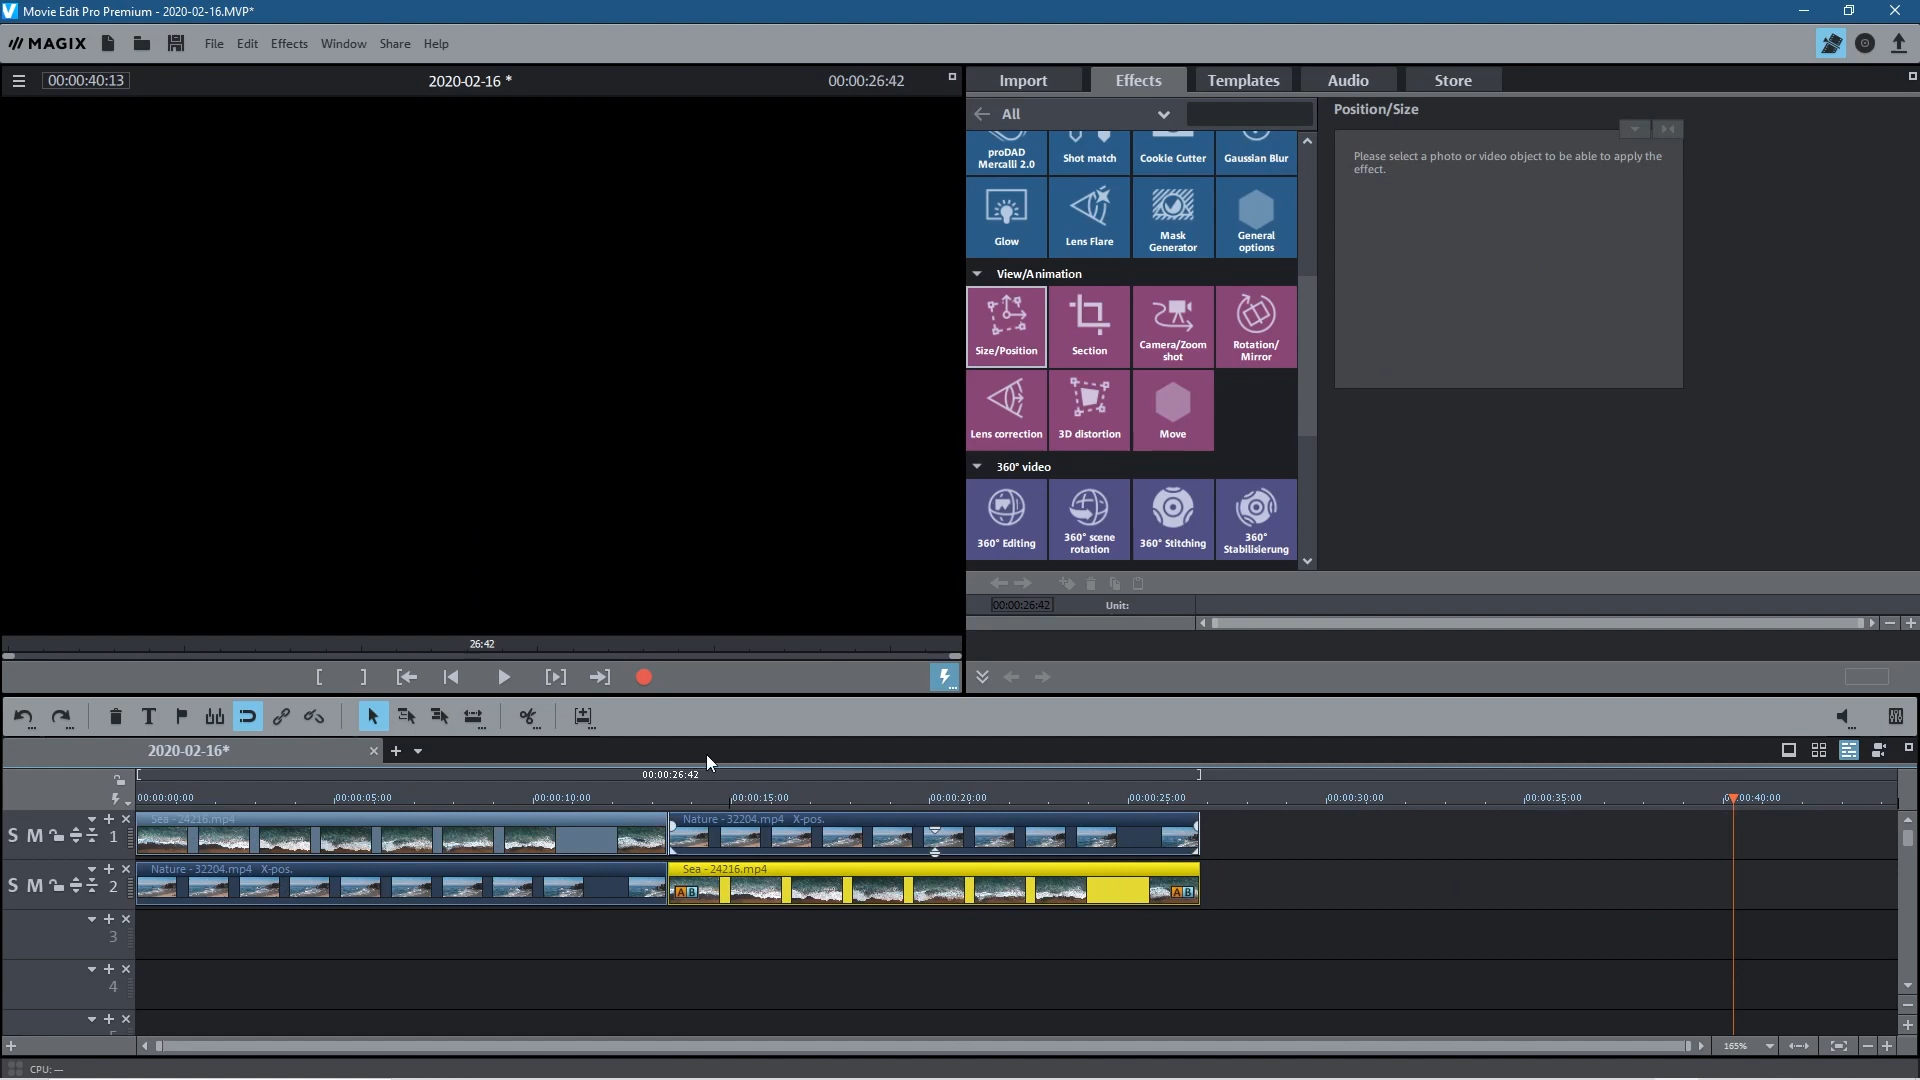 Movie Edit Pro Premium - 2020-02-16.MVP*
MAGIX File Edit Effects Window Share Help
00:00:40:13 2020-02-16 * 00:00:26:42
Import Effects Templates Audio Store
All
Position/Size
Please select a photo or video object to be able to apply the
effect.
proDAD
Mercalli 2.0
Shot match
Cookie Cutter
Gaussian Blur
Glow
Lens Flare
Mask
Generator
General
options
View/Animation
Size/Position
Section
Camera/Zoom
shot
Rotation/
Mirror
Lens correction
3D distortion
Move
360° video
360° Editing
360° scene
rotation
360° Stitching
360°
Stabilisierung
00:00:26:42 Unit:
26:42
2020-02-16*
00:00:26:42
00:00:00:00 00:00:05:00 00:00:10:00 00:00:15:00 00:00:20:00 00:00:25:00 00:00:30:00 00:00:35:00 00:00:40:00
Sea - 24216.mp4 Nature - 32204.mp4 X-pos.
S M 1
Nature - 32204.mp4 X-pos. Sea - 24216.mp4
S M 2
A B A B
3
4
165%
CPU: —